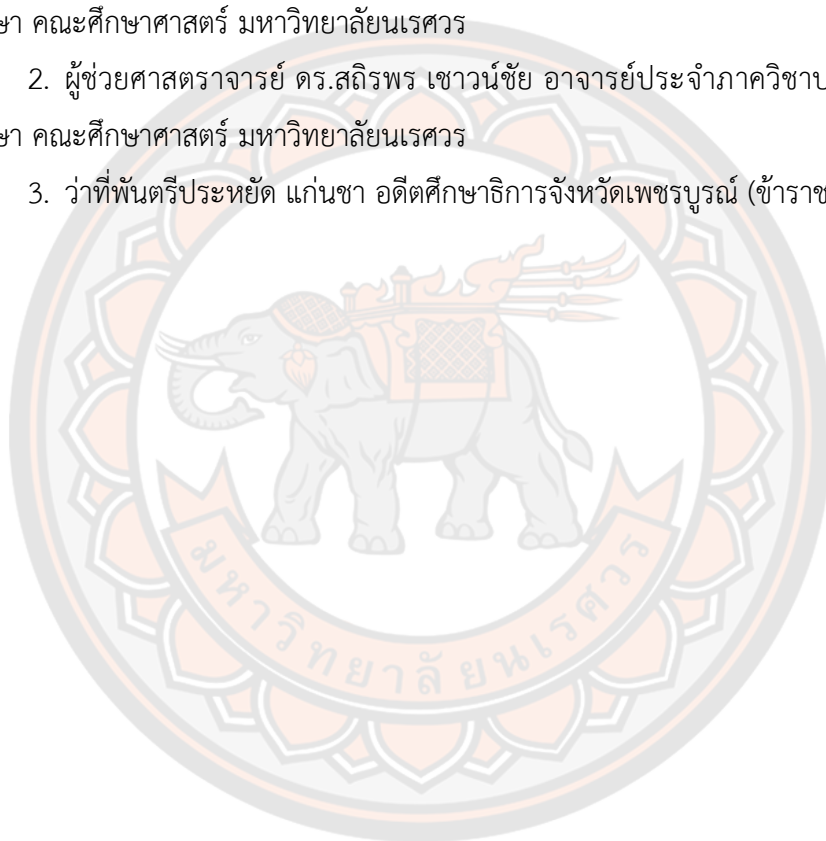 ษา คณะศึกษาศาสตร์ มหาวิทยาลัยนเรศวร
2. ผู้ช่วยศาสตราจารย์ ดร.สถิรพร เชาวน์ชัย อาจารย์ประจำภาควิชาบ
ษา คณะศึกษาศาสตร์ มหาวิทยาลัยนเรศวร
3. ว่าที่พันตรีประหยัด แก่นชา อดีตศึกษาธิการจังหวัดเพชรบูรณ์ (ข้าราช
มหาวิทยาลัยนเรศวร